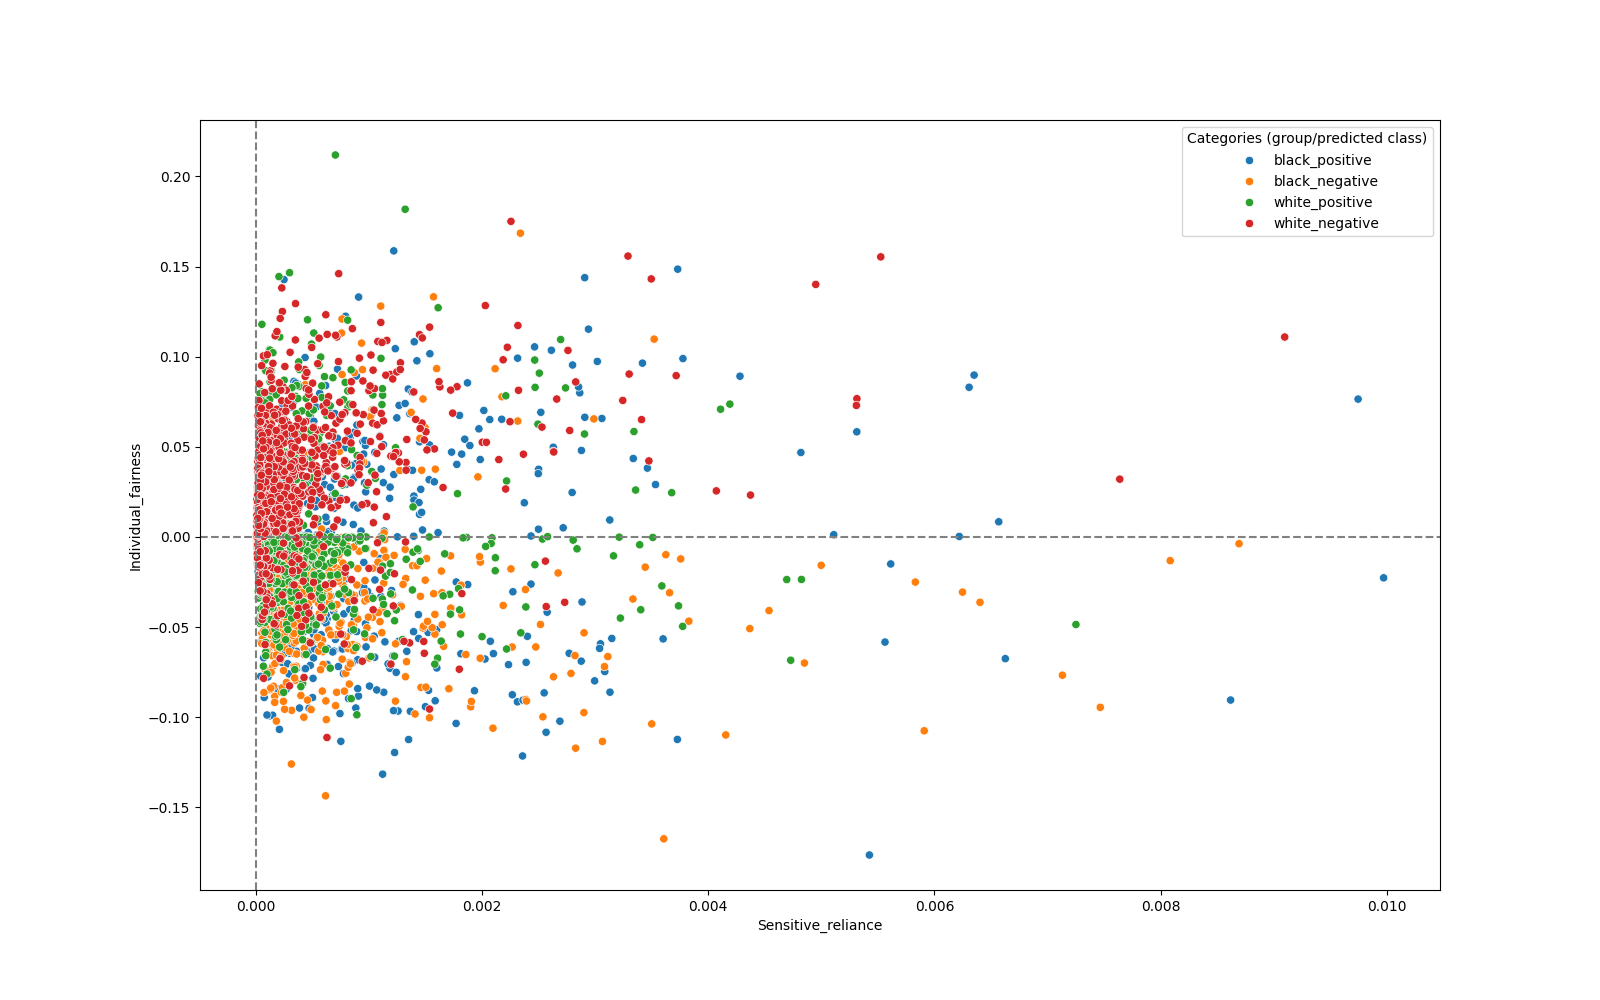 Categories (group/predicted class)
black_positive
black_negative
white_positive
white_negative
0.20
0.15
0.10
0.05
0.00
−0.05
−0.10
−0.15
Individual_fairness
0.000 0.002 0.004 0.006 0.008 0.010
Sensitive_reliance